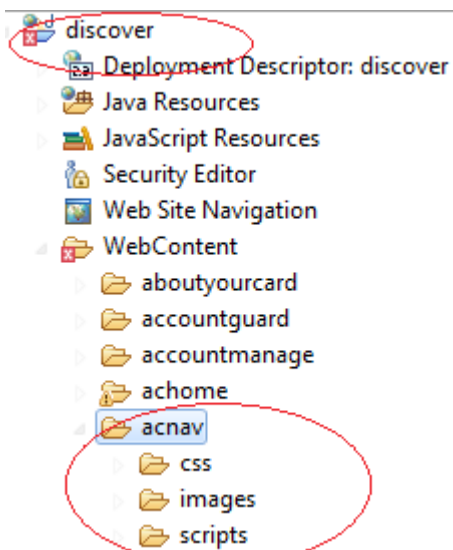 discover
Deployment Descriptor: discover
Java Resources
JavaScript Resources
Security Editor
Web Site Navigation
WebContent
aboutyourcard
accountguard
accountmanage
achome
acnav
css
images
scripts